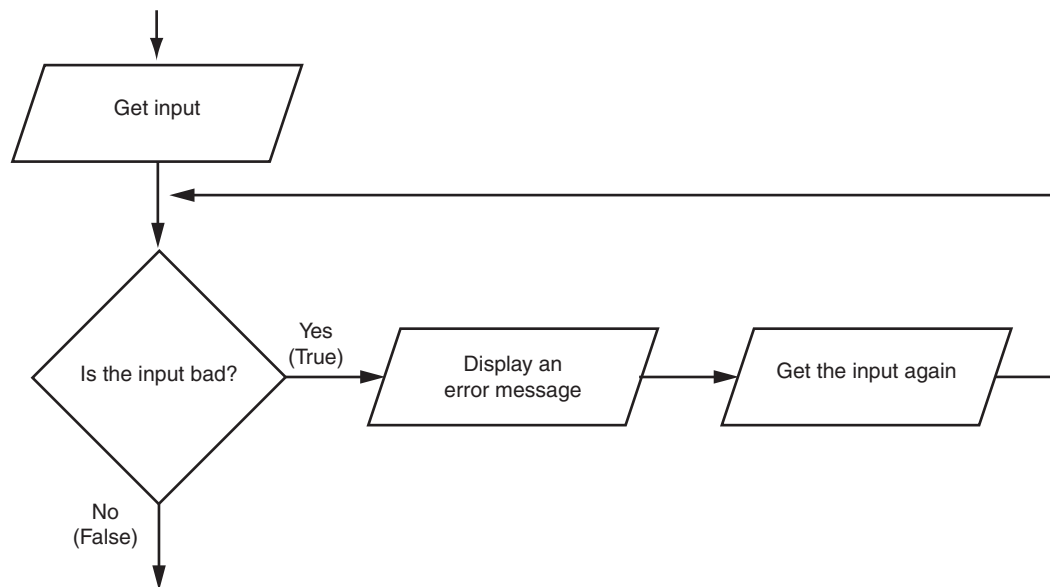 Get input
Is the input bad?
Yes
(True)
Display an
error message
Get the input again
No
(False)